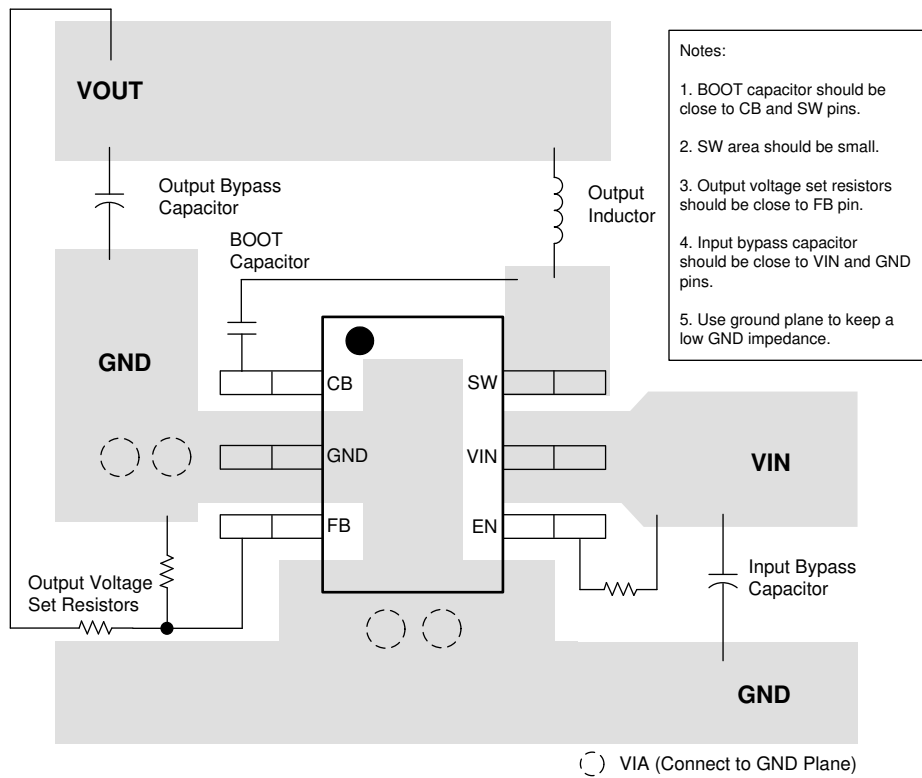 VOUT
Notes:
1. BOOT capacitor should be
close to CB and SW pins.
2. SW area should be small.
3. Output voltage set resistors
should be close to FB pin.
4. Input bypass capacitor
should be close to VIN and GND
pins.
5. Use ground plane to keep a
low GND impedance.
Output Bypass
Capacitor
Output
Inductor
BOOT
Capacitor
GND
CB
SW
GND
VIN
VIN
FB
EN
Output Voltage
Set Resistors
Input Bypass
Capacitor
GND
VIA (Connect to GND Plane)